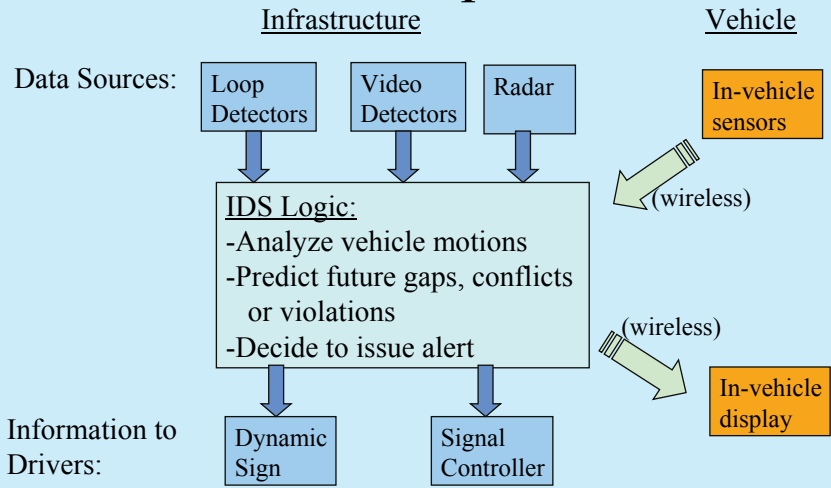 Infrastructure
Vehicle
Data Sources:
Loop
Detectors
Video
Detectors
Radar
In-vehicle
sensors
(wireless)
IDS Logic:
-Analyze vehicle motions
-Predict future gaps, conflicts
or violations
-Decide to issue alert
(wireless)
In-vehicle
display
Information to
Drivers:
Dynamic
Sign
Signal
Controller